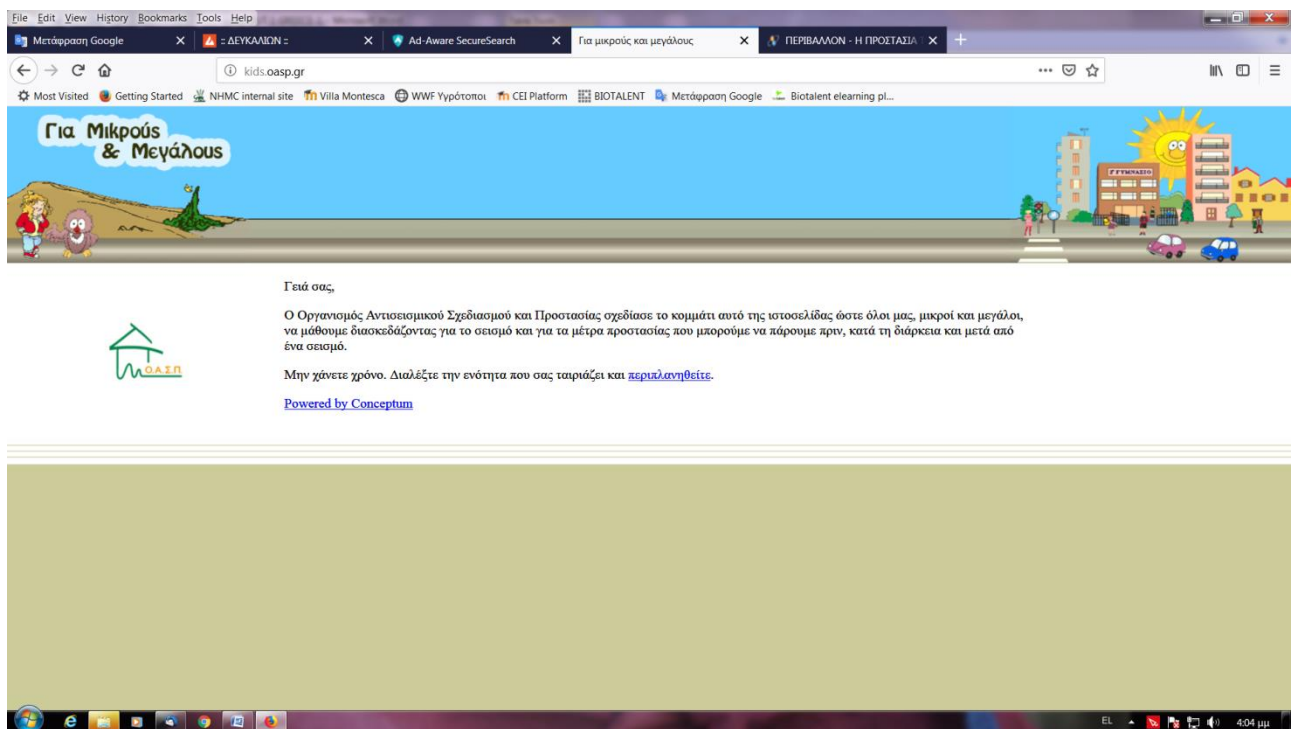 File Edit View History Bookmarks Tools Help
Μετάφραση Google
:: ΔΕΥΚΑΛΙΩΝ ::
Ad-Aware SecureSearch
Για μικρούς και μεγάλους
ΠΕΡΙΒΑΛΛΟΝ - Η ΠΡΟΣΤΑΣΙΑ
kids.oasp.gr
Most Visited Getting Started NHMC internal site Villa Montesca WWF Υγρότοποι CEI Platform BIOTALENT Μετάφραση Google Biotalent elearning pl...
Για Μικρούς
& Μεγάλους
ΓΥΜΝΑΣΙΟ
Γειά σας,
Ο Οργανισμός Αντισεισμικού Σχεδιασμού και Προστασίας σχεδίασε το κομμάτι αυτό της ιστοσελίδας ώστε όλοι μας, μικροί και μεγάλοι,
να μάθουμε διασκεδάζοντας για το σεισμό και για τα μέτρα προστασίας που μπορούμε να πάρουμε πριν, κατά τη διάρκεια και μετά από
ένα σεισμό.
Ο.Α.Σ.Π
Μην χάνετε χρόνο. Διαλέξτε την ενότητα που σας ταιριάζει και περιπλανηθείτε.
Powered by Conceptum
EL
4:04 μμ